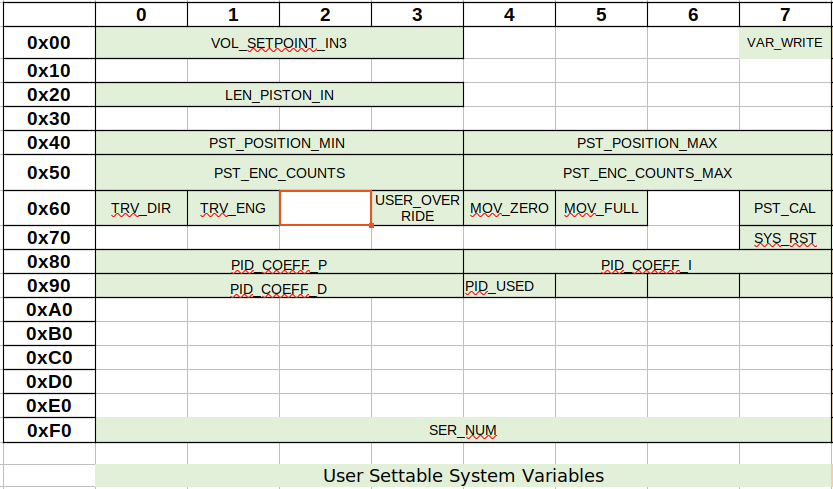 0 1 2 3 4 5 6 7
0x00 VOL_SETPOINT_IN3 VAR_WRITE
0x10
0x20 LEN_PISTON_IN
0x30
0x40 PST_POSITION_MIN PST_POSITION_MAX
0x50 PST_ENC_COUNTS PST_ENC_COUNTS_MAX
0x60 TRV_DIR TRV_ENG USER_OVER
RIDE MOV_ZERO MOV_FULL PST_CAL
0x70 SYS_RST
0x80 PID_COEFF_P PID_COEFF_I
0x90 PID_COEFF_D PID_USED
0xA0
0xB0
0xC0
0xD0
0xE0
0xF0 SER_NUM
User Settable System Variables